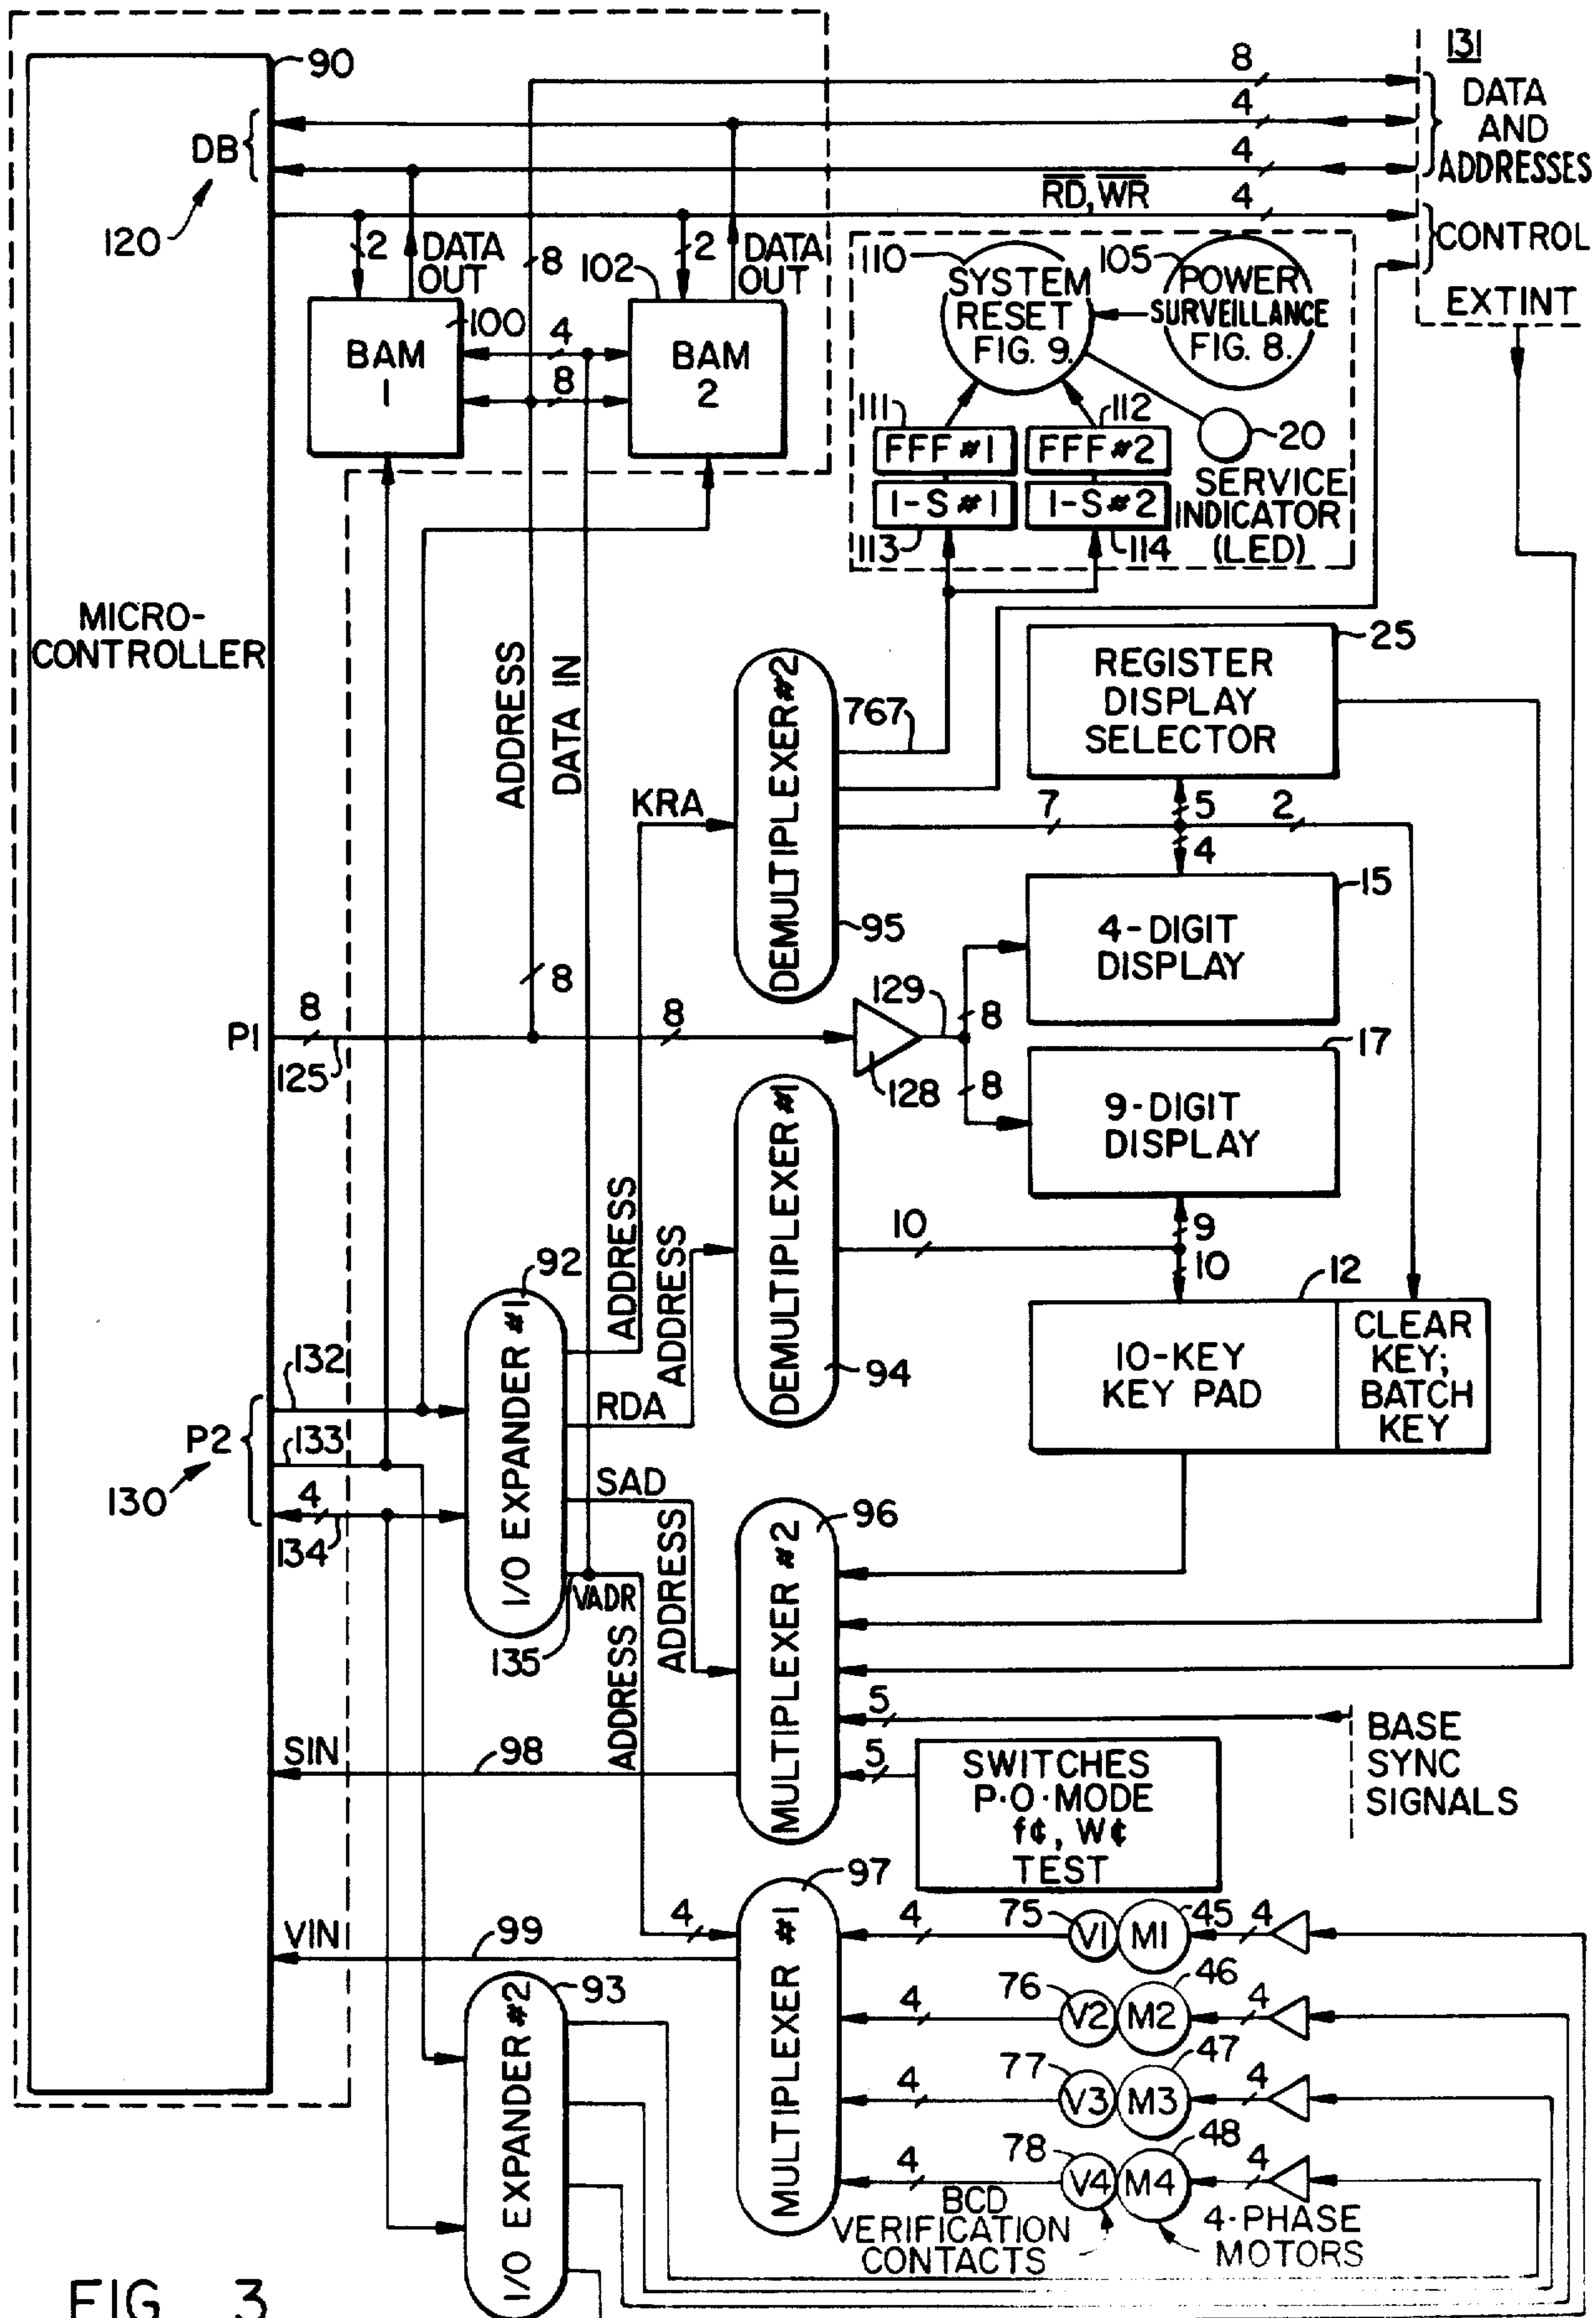 90
8
131
DATA
AND
ADDRESSES
4
4
DB
R̅D̅, W̅R̅
4
120
CONTROL
2
DATA
OUT
8
102
2
DATA
OUT
110
SYSTEM
RESET
FIG. 9.
105
POWER
SURVEILLANCE
FIG. 8.
EXTINT
BAM
1
100
4
8
BAM
2
111
FFF #1
112
FFF #2
20
SERVICE
INDICATOR
(LED)
1-S #1
1-S #2
113
114
MICRO-
CONTROLLER
ADDRESS
DATA IN
DEMULTIPLEXER #2
767
REGISTER
DISPLAY
SELECTOR
25
KRA
7
5
2
4
95
4-DIGIT
DISPLAY
15
8
P1
8
125
8
128
129
8
8
17
9-DIGIT
DISPLAY
ADDRESS
ADDRESS
DEMULTIPLEXER #1
10
9
10
92
94
12
10-KEY
KEY PAD
CLEAR
KEY;
BATCH
KEY
I/O EXPANDER #1
132
RDA
P2
133
130
4
134
SAD
ADDRESS
96
MULTIPLEXER #2
VADR
135
ADDRESS
5
BASE
SYNC
SIGNALS
SIN
98
5
SWITCHES
P·O·MODE
f¢, W¢
TEST
97
VIN
99
4
MULTIPLEXER #1
4
75
V1
M1
45
4
93
I/O EXPANDER #2
4
76
V2
M2
46
4
4
77
V3
M3
47
4
4
78
V4
M4
48
4
BCD
VERIFICATION
CONTACTS
4-PHASE
MOTORS
FIG. 3